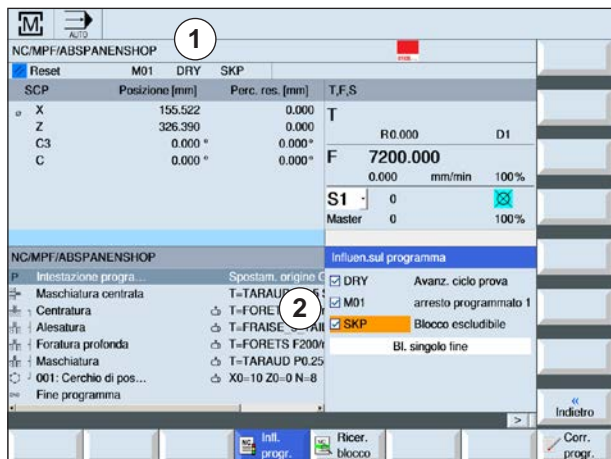 M
AUTO
1
NC/MPF/ABSPANENSHOP
Reset M01 DRY SKP
SCP Posizione [mm] Perc. res. [mm] T,F,S
X 155.522 0.000
Z 326.390 0.000
C3 0.000 ° 0.000°
C 0.000 ° 0.000°
T
R0.000 D1
F 7200.000
0.000 mm/min 100%
S1 0
Master 0 100%
NC/MPF/ABSPANENSHOP
P Intestazione progra... Spostam. origine G
Maschiatura centrata
Centratura
Alesatura
Foratura profonda T=FORETS
Maschiatura T=TARAUD P0.25
001: Cerchio di pos... X0=10 Z0=0 N=8
Fine programma
Influen.sul programma
DRY Avanz. ciclo prova
M01 arresto programmato 1
2
SKP Blocco escludibile
Bl. singolo fine
«
Indietro
>
NC
Infl.
progr.
NC
Ricer.
blocco
Corr.
progr.